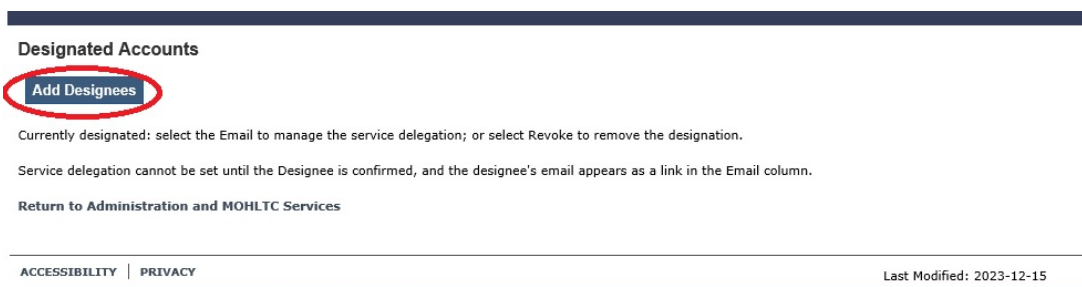 Designated Accounts
Add Designees
Currently designated: select the Email to manage the service delegation; or select Revoke to remove the designation.
Service delegation cannot be set until the Designee is confirmed, and the designee's email appears as a link in the Email column.
Return to Administration and MOHLTC Services
ACCESSIBILITY | PRIVACY
Last Modified: 2023-12-15